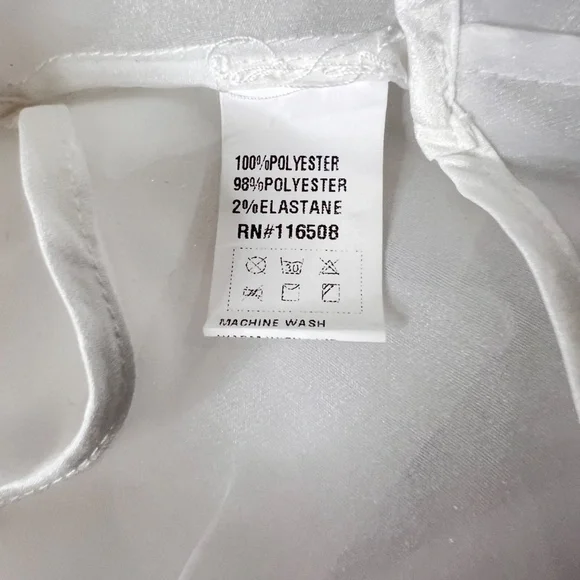 100%POLYESTER
98%POLYESTER
2%ELASTANE
RN#116508
30
MACHINE WASH